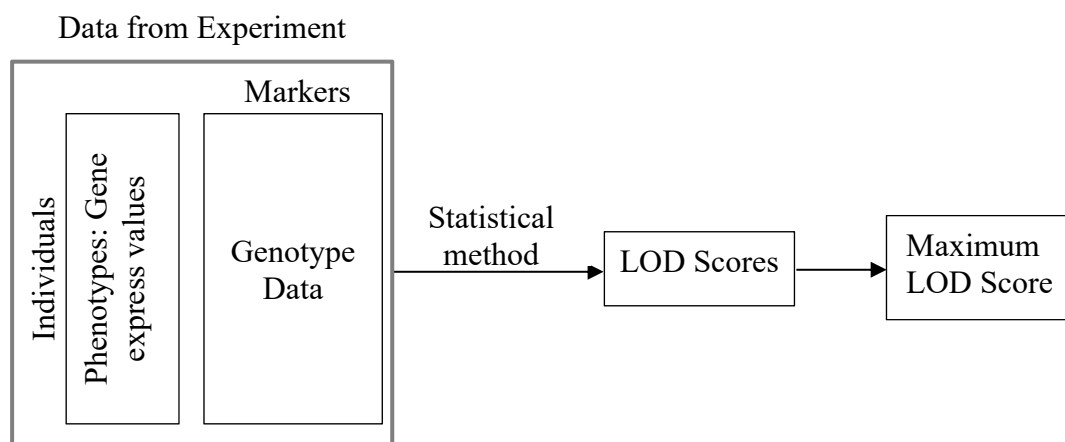 Data from Experiment
Markers
Individuals
Phenotypes: Gene
express values
Genotype
Data
Statistical
method
LOD Scores
Maximum
LOD Score